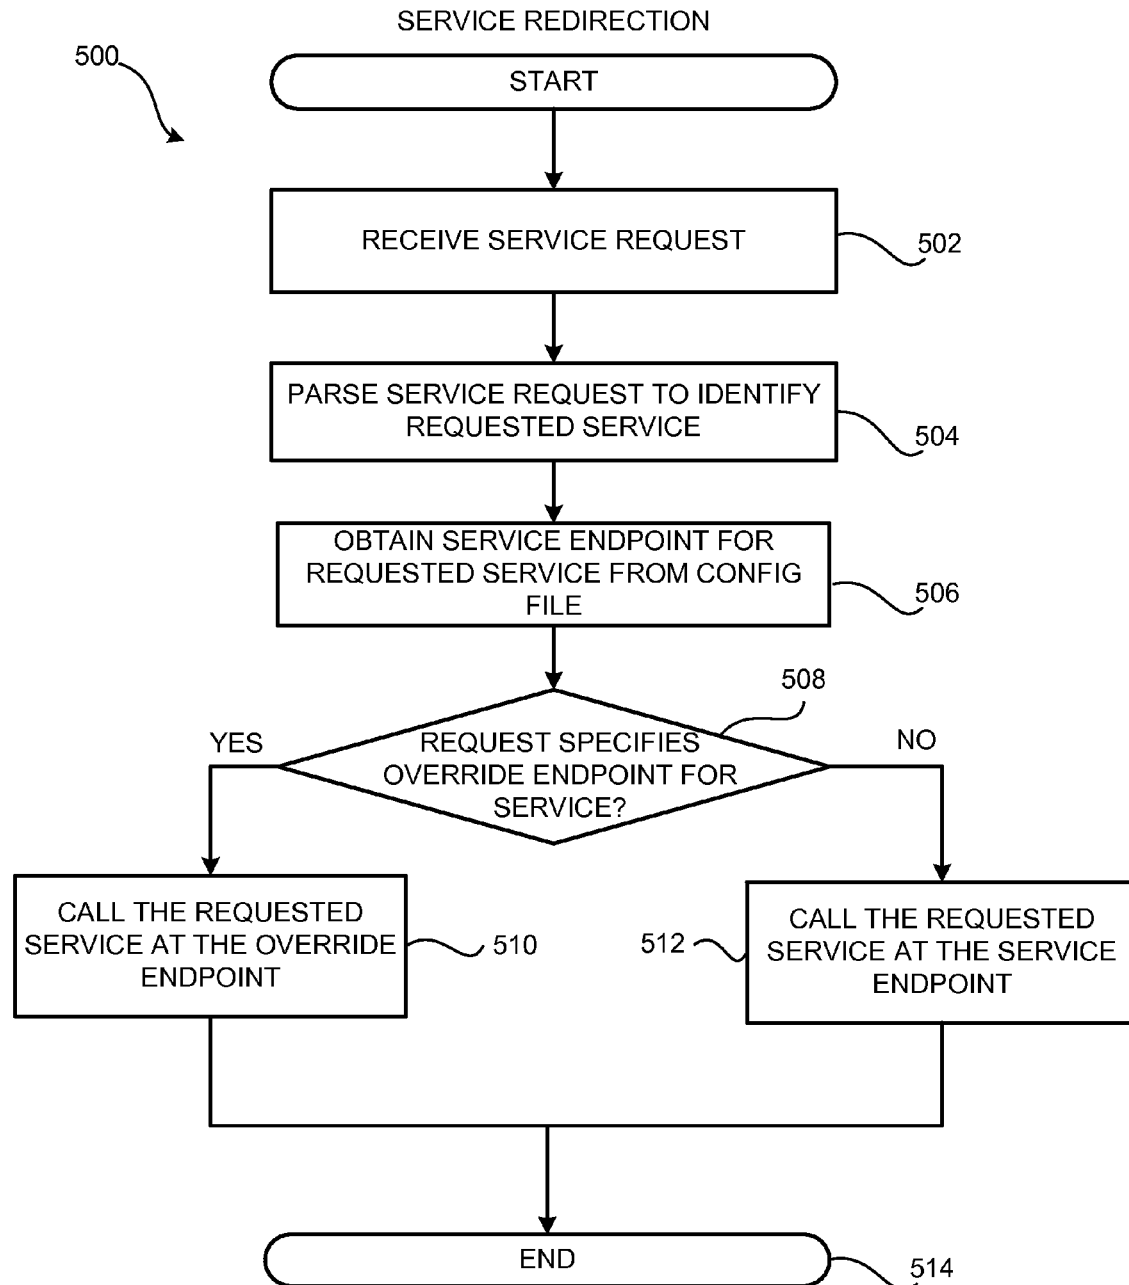 SERVICE REDIRECTION
500
START
RECEIVE SERVICE REQUEST
502
PARSE SERVICE REQUEST TO IDENTIFY
REQUESTED SERVICE
504
OBTAIN SERVICE ENDPOINT FOR
REQUESTED SERVICE FROM CONFIG
FILE
506
508
YES
REQUEST SPECIFIES
OVERRIDE ENDPOINT FOR
SERVICE?
NO
CALL THE REQUESTED
SERVICE AT THE OVERRIDE
ENDPOINT
510
512
CALL THE REQUESTED
SERVICE AT THE SERVICE
ENDPOINT
END
514